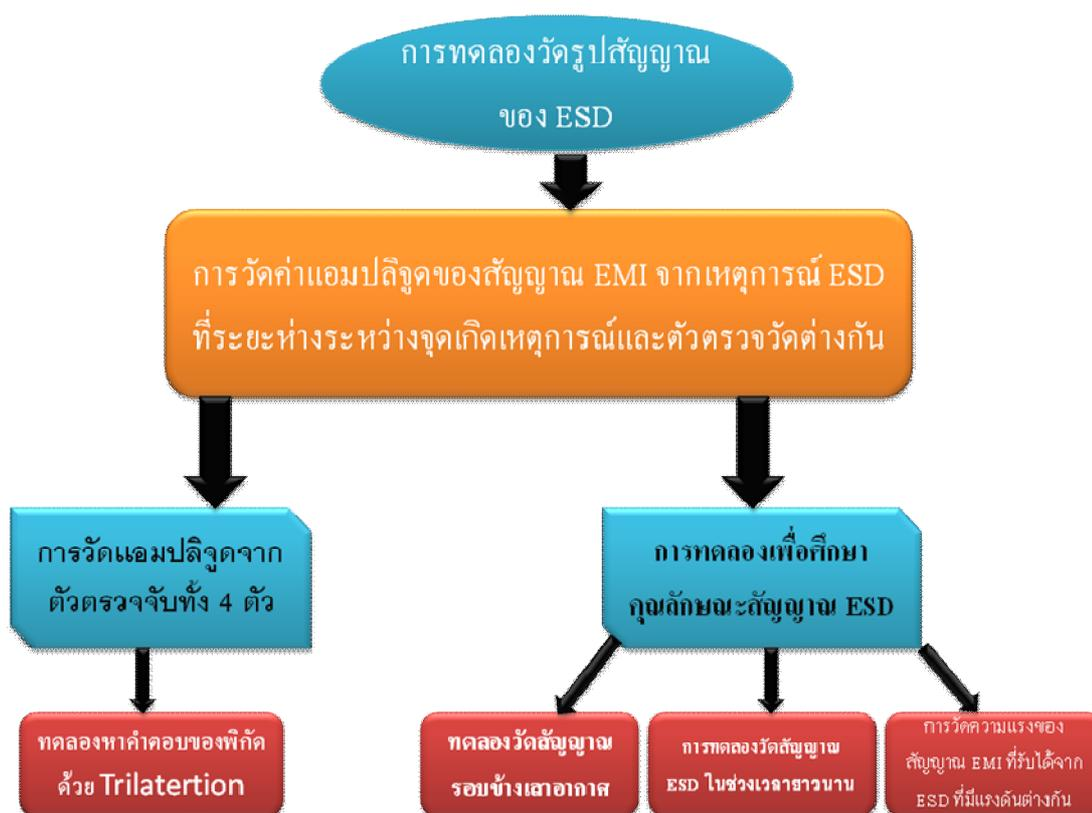 การทดลองวัดรูปสัญญาณ
ของ ESD
การวัดค่าแอมปลิจูดของสัญญาณ EMI จากเหตุการณ์ ESD
ที่ระยะห่างระหว่างจุดเกิดเหตุการณ์และตัวตรวจวัดต่างกัน
การวัดแอมปลิจูดจาก
ตัวตรวจจับทั้ง 4 ตัว
การทดลองเพื่อศึกษา
คุณลักษณะสัญญาณ ESD
ทดลองหาคำตอบของพิกัด
ด้วย Trilatertion
ทดลองวัดสัญญาณ
รอบข้างเสาอากาศ
การทดลองวัดสัญญาณ
ESD ในช่วงเวลายาวนาน
การวัดความแรงของ
สัญญาณ EMI ที่รับได้จาก
ESD ที่มีแรงดันต่างกัน